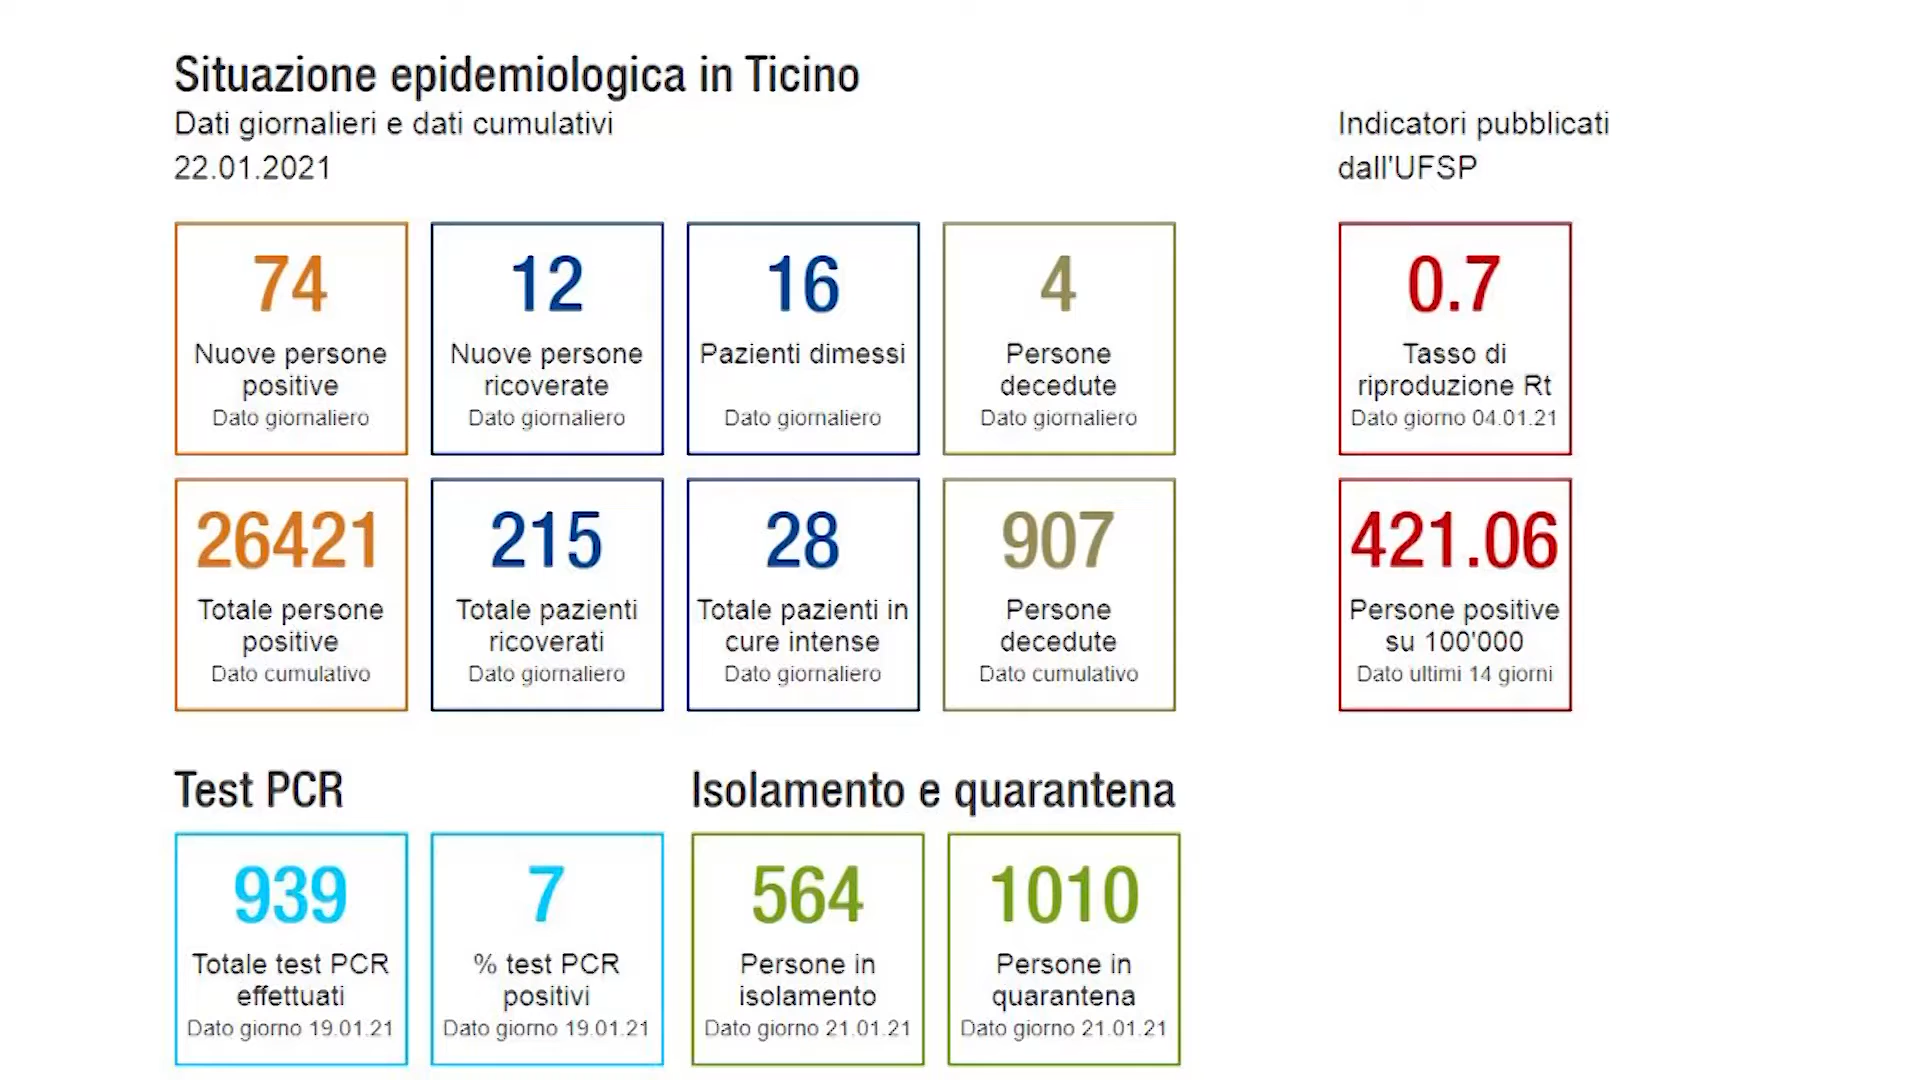 Situazione epidemiologica in Ticino
Dati giornalieri e dati cumulativi
22.01.2021
Indicatori pubblicati
dall'UFSP
74
Nuove persone
positive
Dato giornaliero
12
Nuove persone
ricoverate
Dato giornaliero
16
Pazienti dimessi
Dato giornaliero
4
Persone
decedute
Dato giornaliero
0.7
Tasso di
riproduzione Rt
Dato giorno 04.01.21
26421
Totale persone
positive
Dato cumulativo
215
Totale pazienti
ricoverati
Dato giornaliero
28
Totale pazienti in
cure intense
Dato giornaliero
907
Persone
decedute
Dato cumulativo
421.06
Persone positive
su 100'000
Dato ultimi 14 giorni
Test PCR
939
Totale test PCR
effettuati
Dato giorno 19.01.21
7
% test PCR
positivi
Dato giorno 19.01.21
Isolamento e quarantena
564
Persone in
isolamento
Dato giorno 21.01.21
1010
Persone in
quarantena
Dato giorno 21.01.21